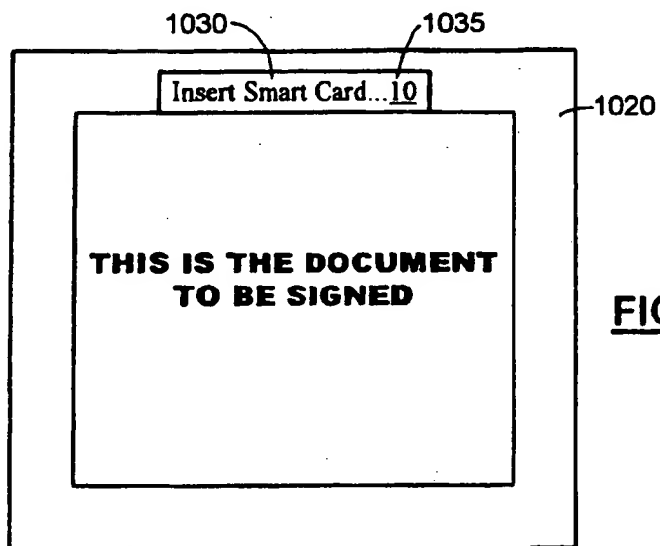 1030 1035
Insert Smart Card...10
1020
THIS IS THE DOCUMENT
TO BE SIGNED